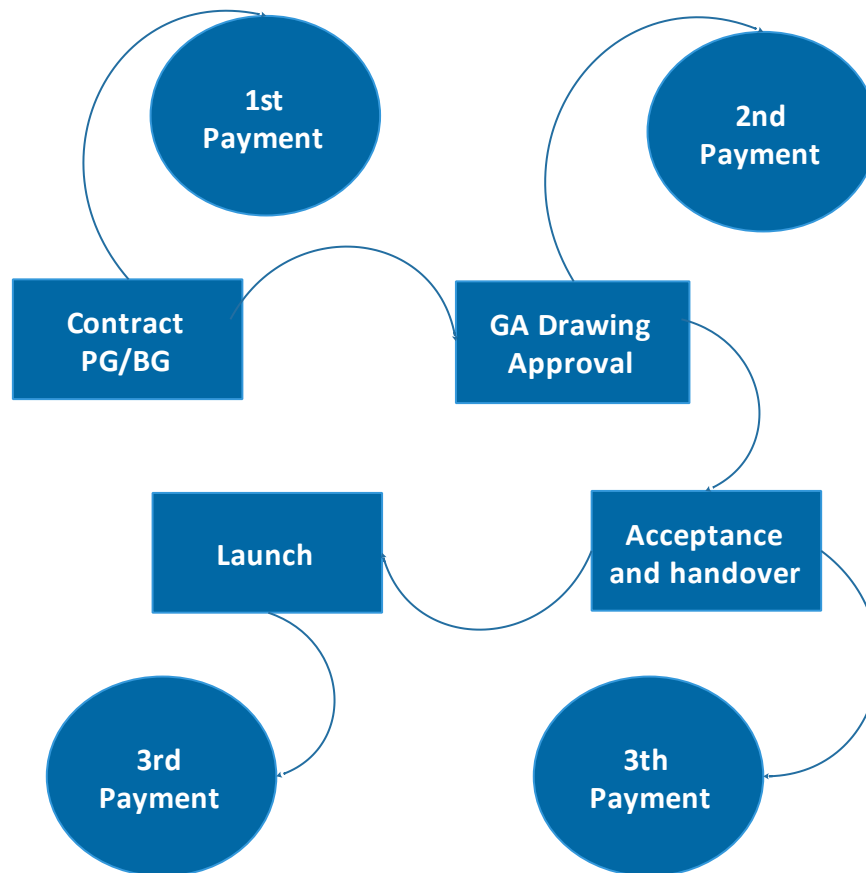 1st
Payment
2nd
Payment
Contract
PG/BG
GA Drawing
Approval
Launch
Acceptance
and handover
3rd
Payment
3th
Payment